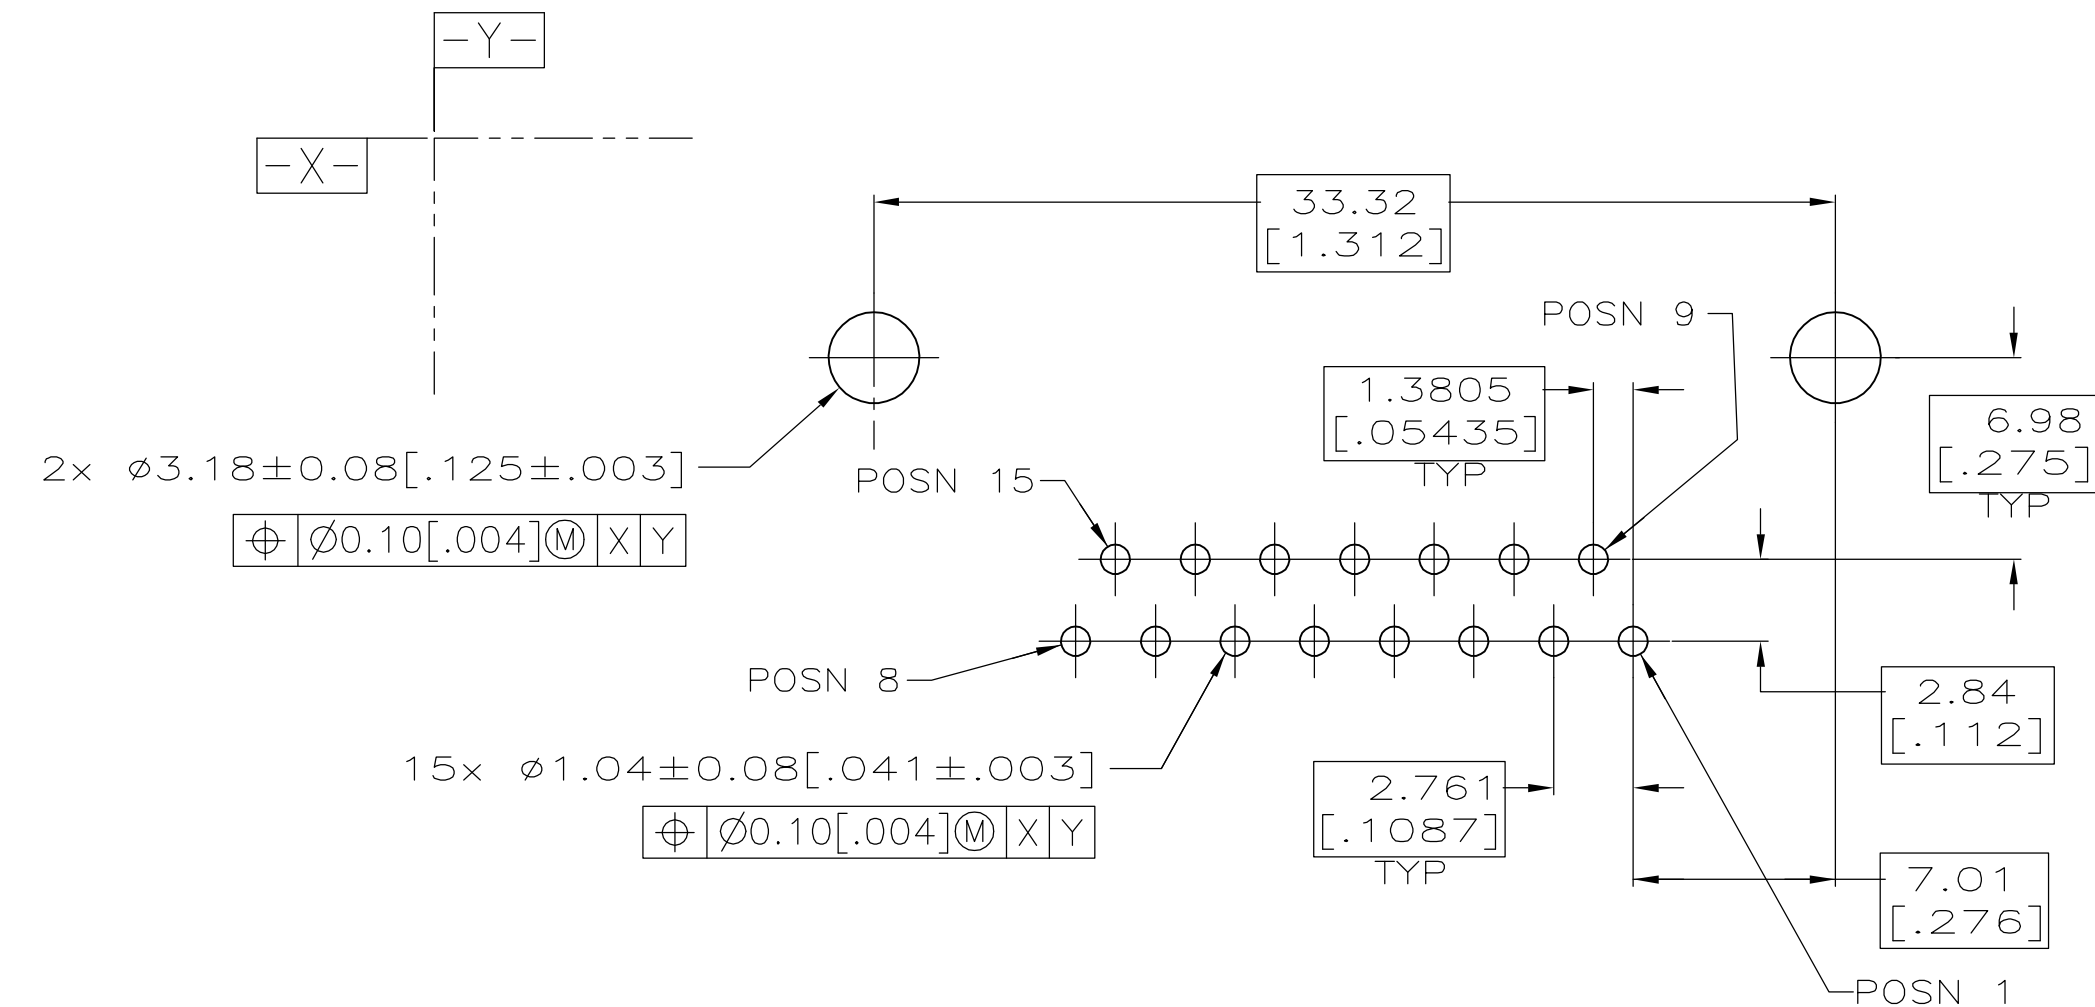 -Y-
-X-
33.32
[1.312]
POSN 9
1.3805
[.05435]
TYP
6.98
[.275]
TYP
2x ⌀3.18±0.08[.125±.003]
⌖ ⌀0.10[.004]Ⓜ X Y
POSN 15
POSN 8
2.84
[.112]
15x ⌀1.04±0.08[.041±.003]
⌖ ⌀0.10[.004]Ⓜ X Y
2.761
[.1087]
TYP
7.01
[.276]
POSN 1